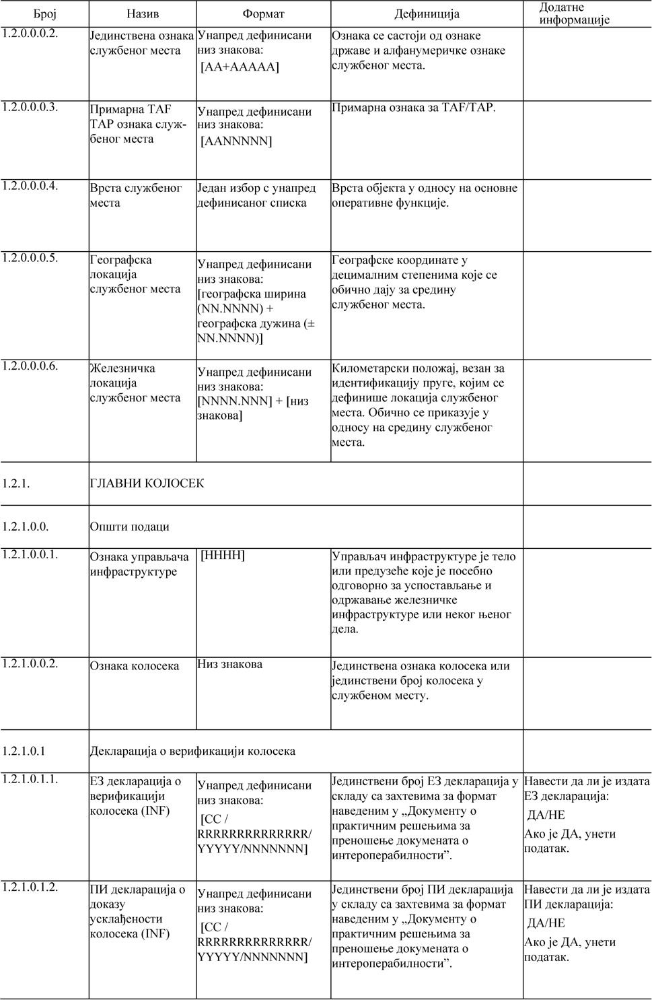 Број Назив Формат Дефиниција Додатне информације
1.2.0.0.0.2.
Јединствена ознака
службеног места
Унапред дефинисани
низ знакова:
[AA+AAAAA]
Ознака се састоји од ознаке
државе и алфанумеричке ознаке
службеног места.
1.2.0.0.0.3.
Примарна TAF
TAP ознака служ-
беног места
Унапред дефинисани
низ знакова:
[AANNNNN]
Примарна ознака за TAF/TAP.
1.2.0.0.0.4.
Врста службеног
места
Један избор с унапред
дефинисаног списка
Врста објекта у односу на основне
оперативне функције.
1.2.0.0.0.5.
Географска
локација
службеног места
Унапред дефинисани
низ знакова:
[географска ширина
(NN.NNNN) +
географска дужина (±
NN.NNNN)]
Географске координате у
децималним степенима које се
обично дају за средину
службеног места.
1.2.0.0.0.6.
Железничка
локација
службеног места
Унапред дефинисани
низ знакова:
[NNNN.NNN] + [низ
знакова]
Километарски положај, везан за
идентификацију пруге, којим се
дефинише локација службеног
места. Обично се приказује у
односу на средину службеног
места.
1.2.1. ГЛАВНИ КОЛОСЕК
1.2.1.0.0. Општи подаци
1.2.1.0.0.1.
Ознака управљача
инфраструктуре
[НННН]
Управљач инфраструктуре је тело
или предузеће које је посебно
одговорно за успостављање и
одржавање железничке
инфраструктуре или неког њеног
дела.
1.2.1.0.0.2.
Ознака колосека
Низ знакова
Јединствена ознака колосека или
јединствени број колосека у
службеном месту.
1.2.1.0.1 Декларација о верификацији колосека
1.2.1.0.1.1.
ЕЗ декларација о
верификацији
колосека (INF)
Унапред дефинисани
низ знакова:
[CC /
RRRRRRRRRRRRRR/
YYYYY/NNNNNNN]
Јединствени број ЕЗ декларација у
складу са захтевима за формат
наведеним у „Документу о
практичним решењима за
преношење докумената о
интероперабилности”.
Навести да ли је издата
ЕЗ декларација:
ДА/НЕ
Ако је ДА, унети
податак.
1.2.1.0.1.2.
ПИ декларација о
доказу
усклађености
колосека (INF)
Унапред дефинисани
низ знакова:
[CC /
RRRRRRRRRRRRRR/
YYYYY/NNNNNNN]
Јединствени број ПИ декларација
у складу са захтевима за формат
наведеним у „Документу о
практичним решењима за
преношење докумената о
интероперабилности”.
Навести да ли је издата
ПИ декларација:
ДА/НЕ
Ако је ДА, унети
податак.